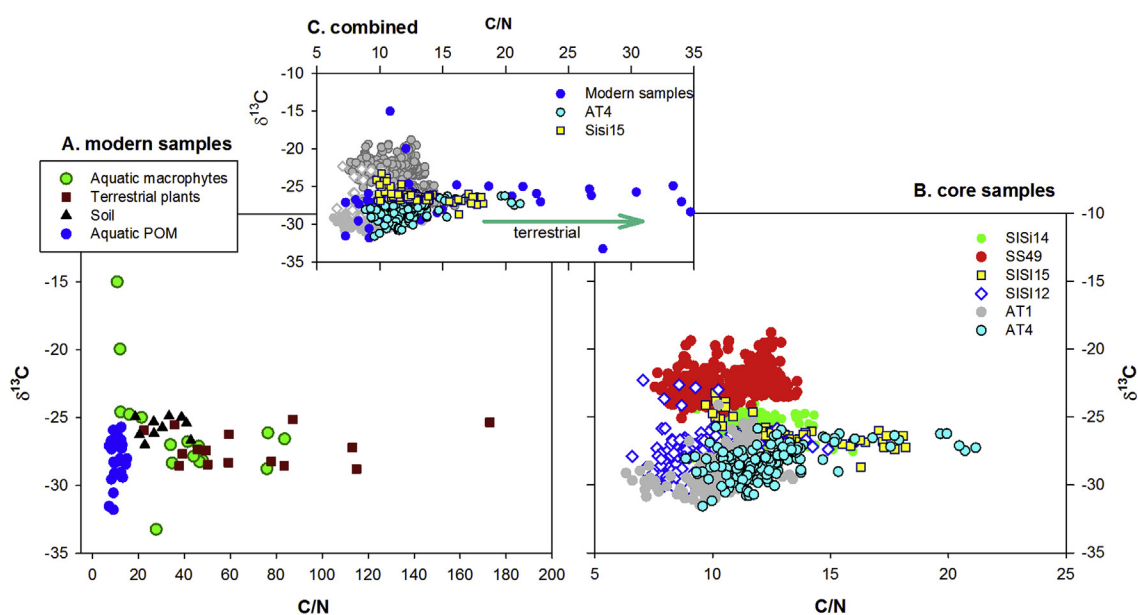 C. combined
C/N
5 10 15 20 25 30 35
-10
-15
-20
-25
-30
-35
δ13C
Modern samples
AT4
Sisi15
terrestrial
A. modern samples
Aquatic macrophytes
Terrestrial plants
Soil
Aquatic POM
-15
-20
-25
-30
-35
δ13C
0 20 40 60 80 100 120 140 160 180 200
C/N
B. core samples
SISi14
SS49
SISI15
SISI12
AT1
AT4
-10
-15
-20
-25
-30
-35
δ13C
5 10 15 20 25
C/N